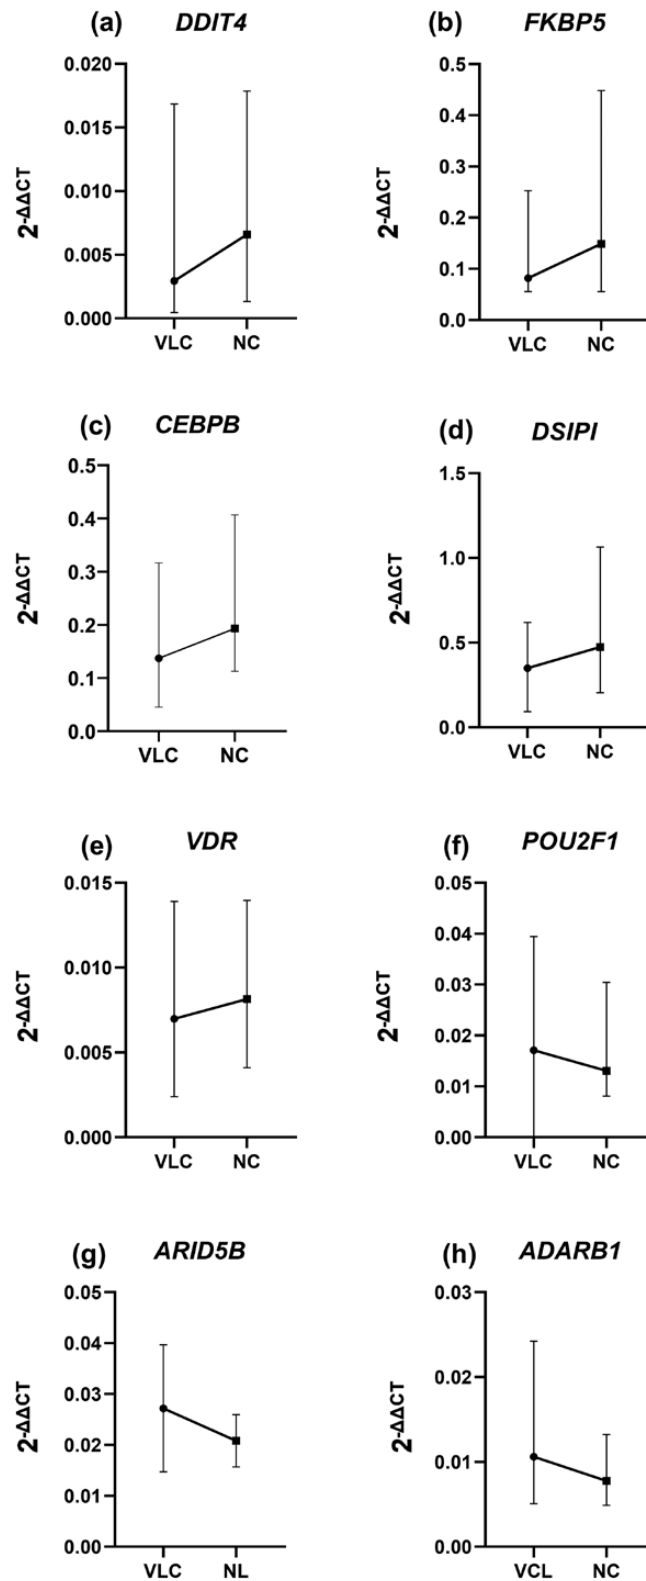 (a) DDIT4
0.020
0.015
0.010
0.005
0.000
2-ΔΔCT
VLC NC
(b) FKBP5
0.5
0.4
0.3
0.2
0.1
0.0
2-ΔΔCT
VLC NC
(c) CEBPB
0.5
0.4
0.3
0.2
0.1
0.0
2-ΔΔCT
VLC NC
(d) DSIPI
1.5
1.0
0.5
0.0
2-ΔΔCT
VLC NC
(e) VDR
0.015
0.010
0.005
0.000
2-ΔΔCT
VLC NC
(f) POU2F1
0.05
0.04
0.03
0.02
0.01
0.00
2-ΔΔCT
VLC NC
(g) ARID5B
0.05
0.04
0.03
0.02
0.01
0.00
2-ΔΔCT
VLC NL
(h) ADARB1
0.03
0.02
0.01
0.00
2-ΔΔCT
VCL NC